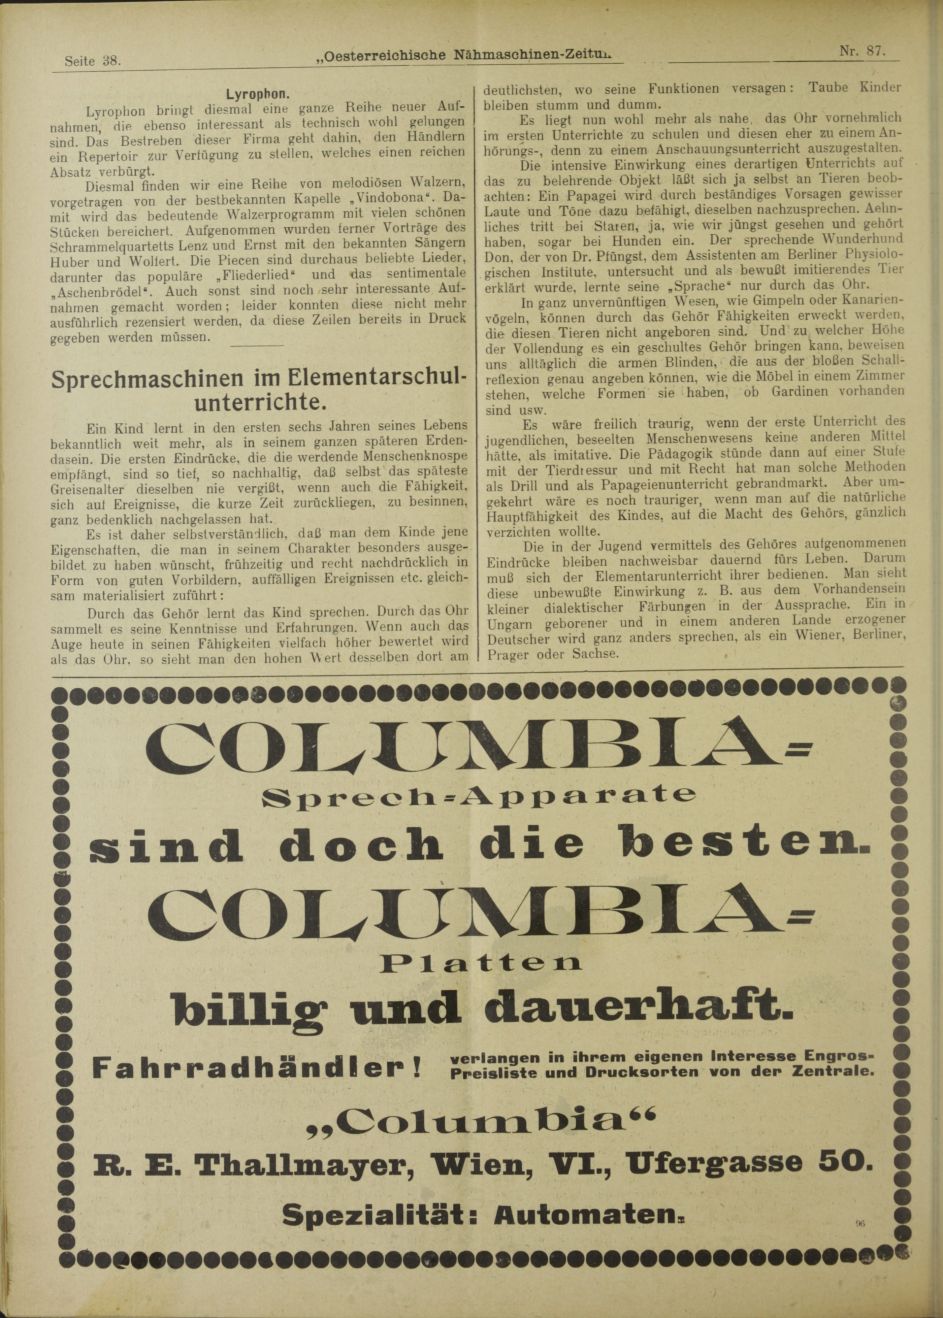 Seite 38.
„Oesterreichische Nähmaschinen-Zeitun
Nr. 87.
Lyrophon.
Lyrophon bringt diesmal eine ganze Reihe neuer Auf-
nahmen, die ebenso interessant als technisch wohl gelungen
sind. Das Bestreben dieser Firma geht dahin, den Händlern
ein Repertoir zur Verfügung zu stellen, welches einen reichen
Absatz verbürgt.
Diesmal finden wir eine Reihe von melodiösen Walzern,
vorgetragen von der bestbekannten Kapelle „Vindobona“. Da-
mit wird das bedeutende Walzerprogramm mit vielen schönen
Stücken bereichert. Aufgenommen wurden ferner Vorträge des
Schrammelquartetts Lenz und Ernst mit den bekannten Sängern
Huber und Wolfert. Die Piecen sind durchaus beliebte Lieder,
darunter das populäre „Fliederlied“ und das sentimentale
„Aschenbrödel“. Auch sonst sind noch sehr interessante Auf-
nahmen gemacht worden; leider konnten diese nicht mehr
ausführlich rezensiert werden, da diese Zeilen bereits in Druck
gegeben werden müssen.
Sprechmaschinen im Elementarschul-
unterrichte.
Ein Kind lernt in den ersten sechs Jahren seines Lebens
bekanntlich weit mehr, als in seinem ganzen späteren Erden-
dasein. Die ersten Eindrücke, die die werdende Menschenknospe
empfängt, sind so tief, so nachhaltig, daß selbst das späteste
Greisenalter dieselben nie vergißt, wenn auch die Fähigkeit,
sich auf Ereignisse, die kurze Zeit zurückliegen, zu besinnen,
ganz bedenklich nachgelassen hat.
Es ist daher selbstverständlich, daß man dem Kinde jene
Eigenschaften, die man in seinem Charakter besonders ausge-
bildet zu haben wünscht, frühzeitig und recht nachdrücklich in
Form von guten Vorbildern, auffälligen Ereignissen etc. gleich-
sam materialisiert zuführt:
Durch das Gehör lernt das Kind sprechen. Durch das Ohr
sammelt es seine Kenntnisse und Erfahrungen. Wenn auch das
Auge heute in seinen Fähigkeiten vielfach höher bewertet wird
als das Ohr, so sieht man den hohen Wert desselben dort am
deutlichsten, wo seine Funktionen versagen: Taube Kinder
bleiben stumm und dumm.
Es liegt nun wohl mehr als nahe, das Ohr vornehmlich
im ersten Unterrichte zu schulen und diesen eher zu einem An-
hörungs-, denn zu einem Anschauungsunterricht auszugestalten.
Die intensive Einwirkung eines derartigen Unterrichts auf
das zu belehrende Objekt läßt sich ja selbst an Tieren beob-
achten: Ein Papagei wird durch beständiges Vorsagen gewisser
Laute und Töne dazu befähigt, dieselben nachzusprechen. Aehn-
liches tritt bei Staren, ja, wie wir jüngst gesehen und gehört
haben, sogar bei Hunden ein. Der sprechende Wunderhund
Don, der von Dr. Pfüngst, dem Assistenten am Berliner Physiolo-
gischen Institute, untersucht und als bewußt imitierendes Tier
erklärt wurde, lernte seine „Sprache“ nur durch das Ohr.
In ganz unvernünftigen Wesen, wie Gimpeln oder Kanarien-
vögeln, können durch das Gehör Fähigkeiten erweckt werden,
die diesen Tieren nicht angeboren sind. Und zu welcher Höhe
der Vollendung es ein geschultes Gehör bringen kann, beweisen
uns alltäglich die armen Blinden, die aus der bloßen Schall-
reflexion genau angeben können, wie die Möbel in einem Zimmer
stehen, welche Formen sie haben, ob Gardinen vorhanden
sind usw.
Es wäre freilich traurig, wenn der erste Unterricht des
jugendlichen, beseelten Menschenwesens keine anderen Mittel
hätte, als imitative. Die Pädagogik stünde dann auf einer Stufe
mit der Tierdressur und mit Recht hat man solche Methoden
als Drill und als Papageienunterricht gebrandmarkt. Aber um-
gekehrt wäre es noch trauriger, wenn man auf die natürliche
Hauptfähigkeit des Kindes, auf die Macht des Gehörs, gänzlich
verzichten wollte.
Die in der Jugend vermittels des Gehöres aufgenommenen
Eindrücke bleiben nachweisbar dauernd fürs Leben. Darum
muß sich der Elementarunterricht ihrer bedienen. Man sieht
diese unbewußte Einwirkung z. B. aus dem Vorhandensein
kleiner dialektischer Färbungen in der Aussprache. Ein in
Ungarn geborener und in einem anderen Lande erzogener
Deutscher wird ganz anders sprechen, als ein Wiener, Berliner,
Prager oder Sachse.
COLUMBIA=
Sprech=Apparate
sind doch die besten.
COLUMBIA=
Platten
billig und dauerhaft.
Fahrradhändler! verlangen in ihrem eigenen Interesse Engros-
Preisliste und Drucksorten von der Zentrale.
„Columbia“
R. E. Thallmayer, Wien, VI., Ufergasse 50.
Spezialität: Automaten.
96